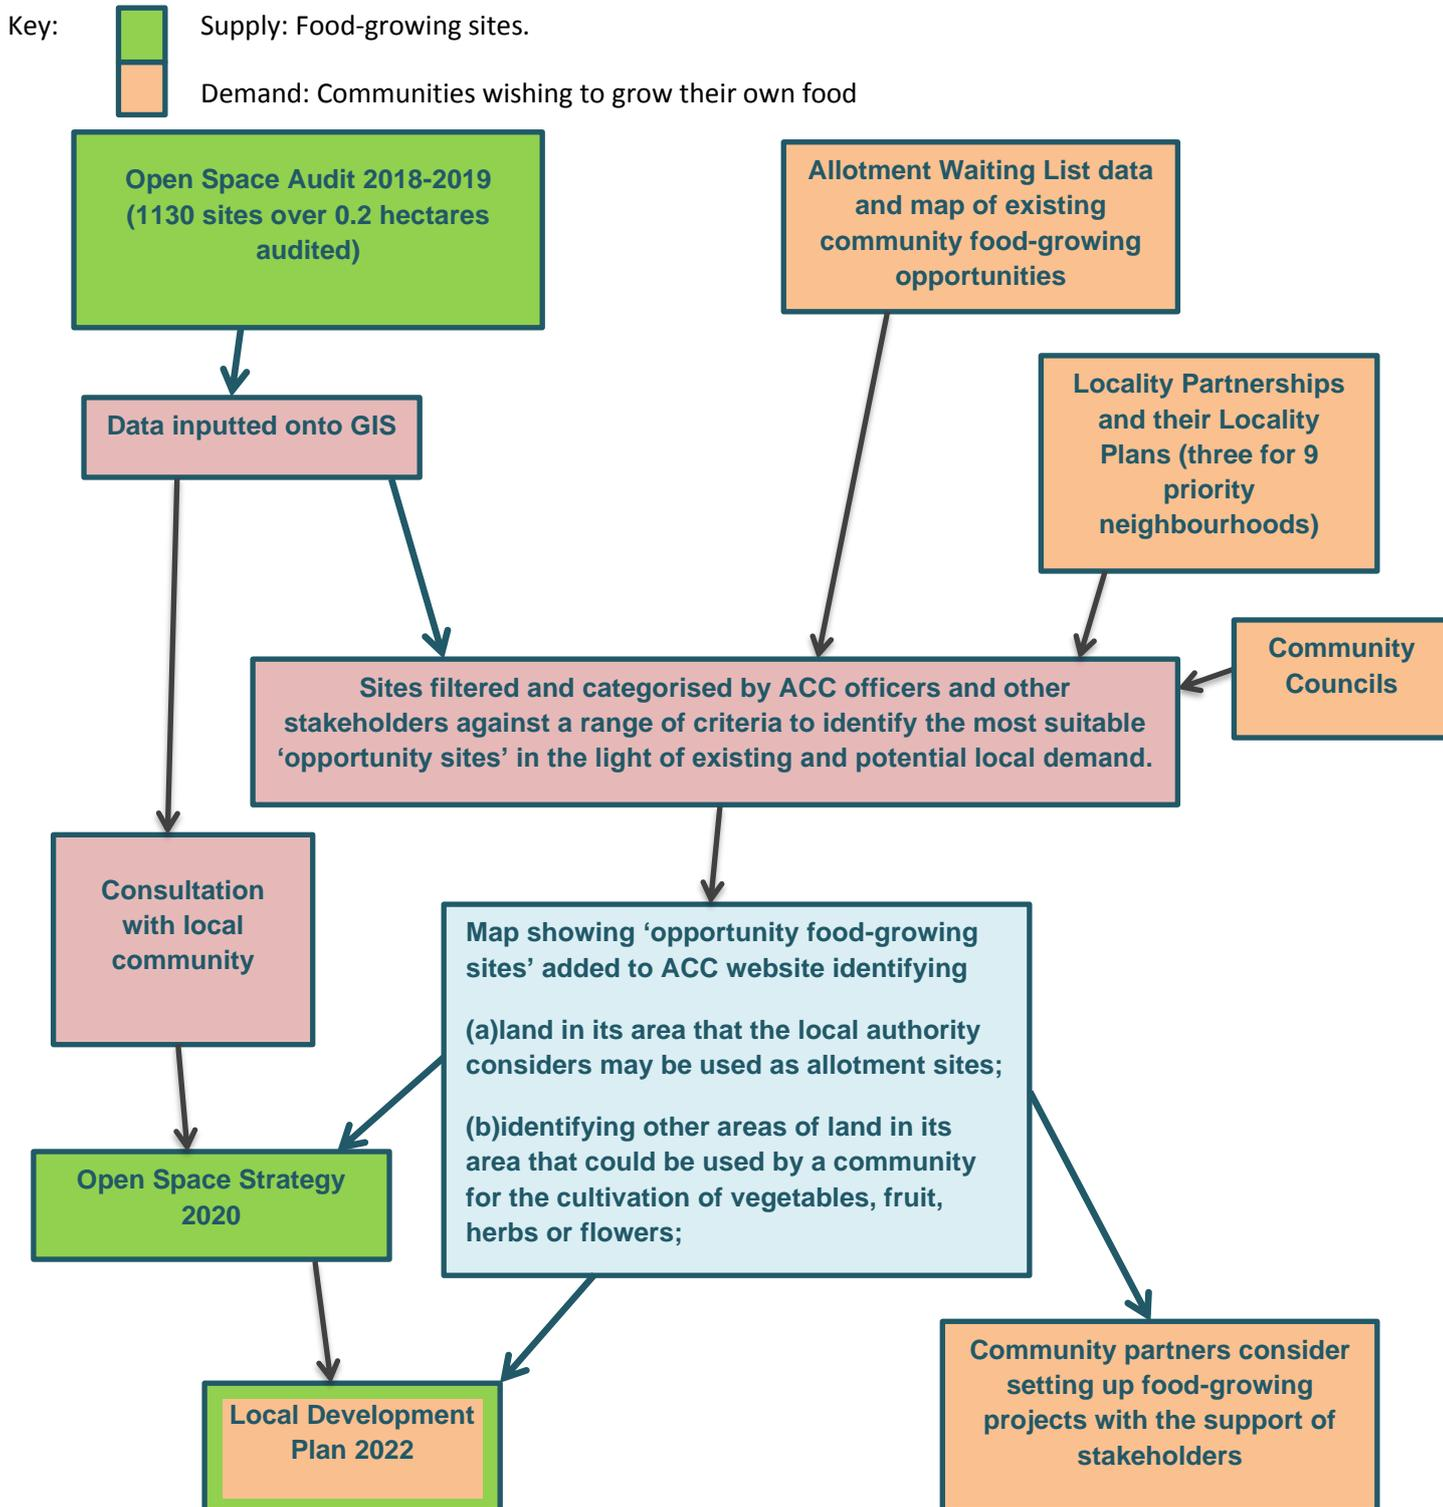 Key:
Supply: Food-growing sites.
Demand: Communities wishing to grow their own food
Open Space Audit 2018-2019
(1130 sites over 0.2 hectares
audited)
Allotment Waiting List data
and map of existing
community food-growing
opportunities
Locality Partnerships
and their Locality
Plans (three for 9
priority
neighbourhoods)
Data inputted onto GIS
Community
Councils
Sites filtered and categorised by ACC officers and other
stakeholders against a range of criteria to identify the most suitable
‘opportunity sites’ in the light of existing and potential local demand.
Consultation
with local
community
Map showing ‘opportunity food-growing
sites’ added to ACC website identifying
(a)land in its area that the local authority
considers may be used as allotment sites;
(b)identifying other areas of land in its
area that could be used by a community
for the cultivation of vegetables, fruit,
herbs or flowers;
Open Space Strategy
2020
Local Development
Plan 2022
Community partners consider
setting up food-growing
projects with the support of
stakeholders